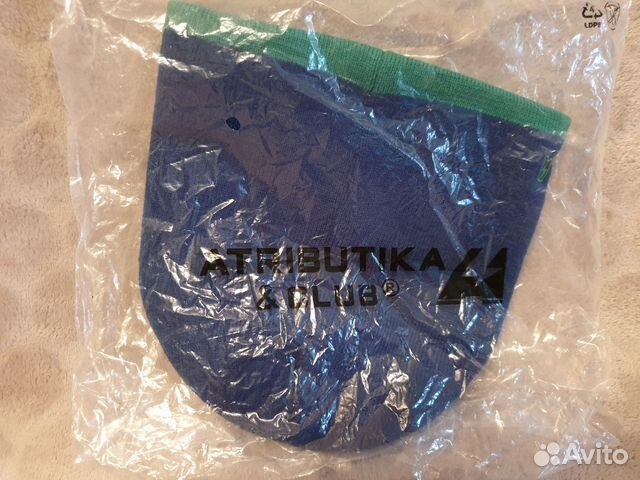 LDPE
ATRIBUTIKA
& CLUB®
Avito